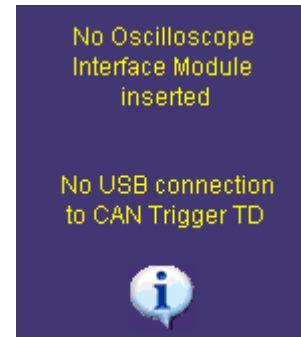 No Oscilloscope
Interface Module
inserted
No USB connection
to CAN Trigger TD